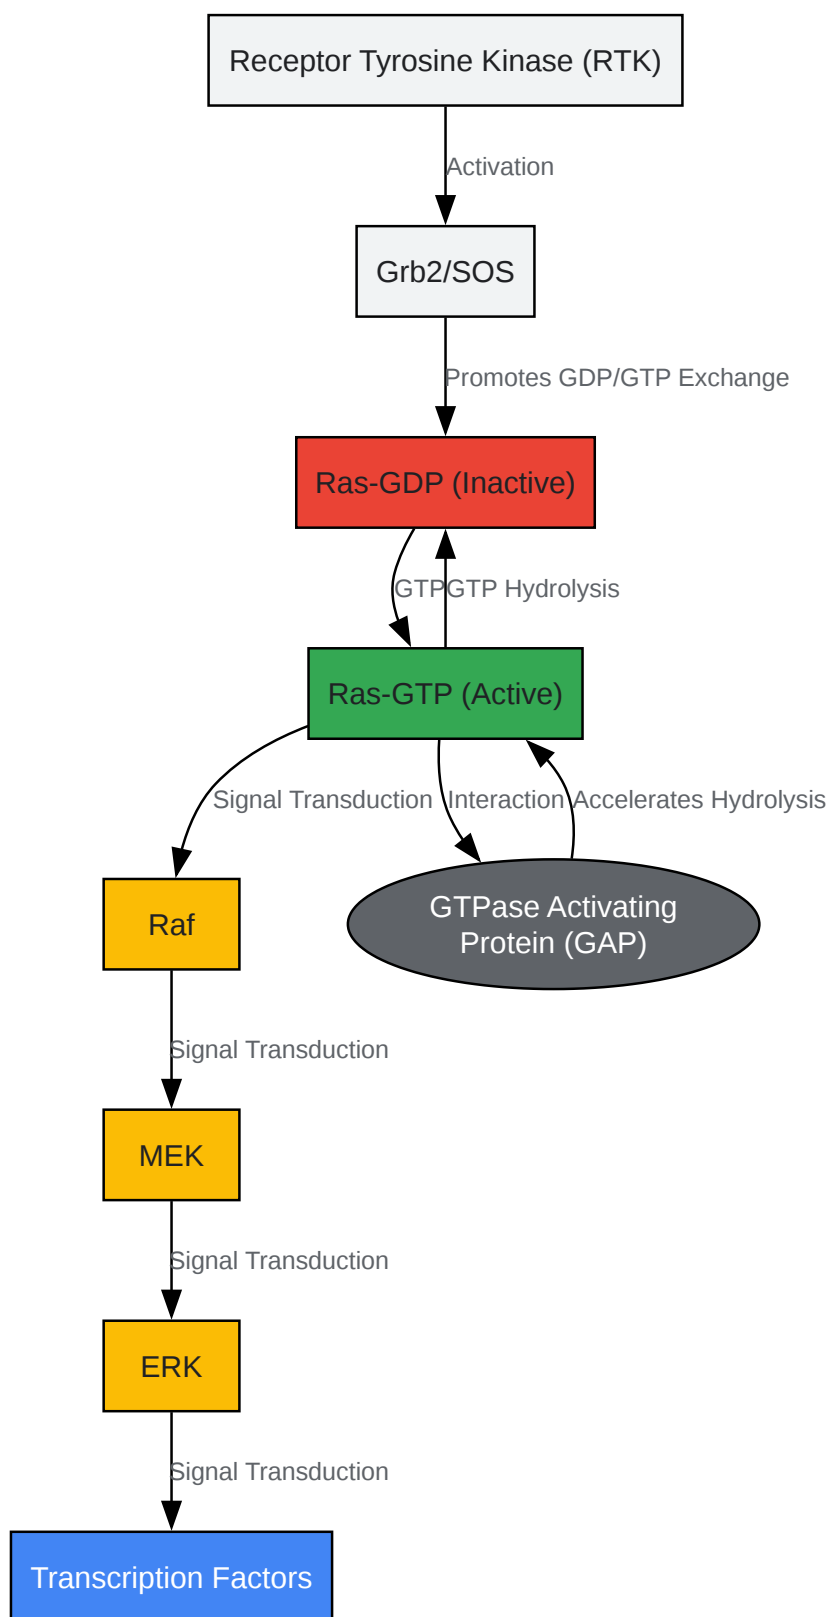 Receptor Tyrosine Kinase (RTK)
Activation
Grb2/SOS
Promotes GDP/GTP Exchange
Ras-GDP (Inactive)
GTP
GTP Hydrolysis
Ras-GTP (Active)
Signal Transduction
Interaction
Accelerates Hydrolysis
Raf
GTPase Activating
Protein (GAP)
Signal Transduction
MEK
Signal Transduction
ERK
Signal Transduction
Transcription Factors